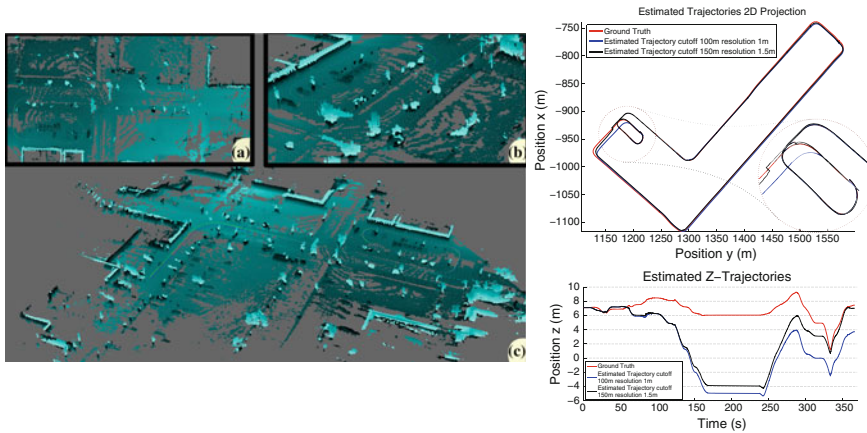 (a)
(b)
(c)
Estimated Trajectories 2D Projection
Ground Truth
Estimated Trajectory cutoff 100m resolution 1m
Estimated Trajectory cutoff 150m resolution 1.5m
−750
−800
−850
−900
−950
−1000
−1050
−1100
Position x (m)
1150 1200 1250 1300 1350 1400 1450 1500 1550
Position y (m)
Estimated Z−Trajectories
10
8
6
4
2
0
−2
−4
−6
Position z (m)
Ground Truth
Estimated Trajectory cutoff
100m resolution 1m
Estimated Trajectory cutoff
150m resolution 1.5m
0 50 100 150 200 250 300 350
Time (s)